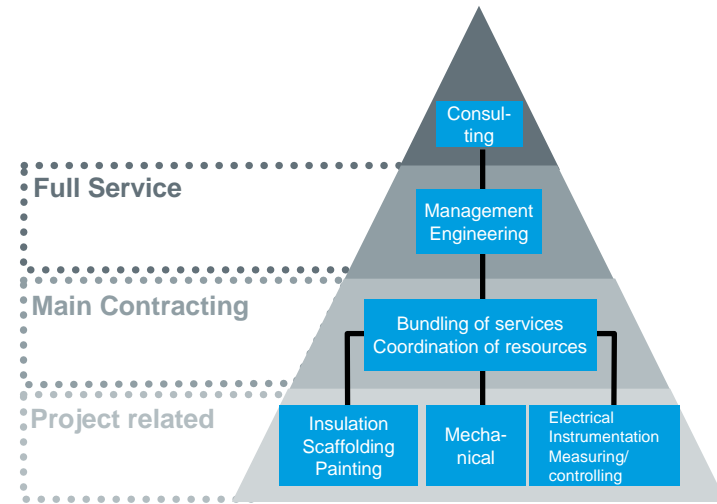 Consul-
ting
Full Service
Management
Engineering
Main Contracting
Bundling of services
Coordination of resources
Project related
Insulation
Scaffolding
Painting
Mecha-
nical
Electrical
Instrumentation
Measuring/
controlling